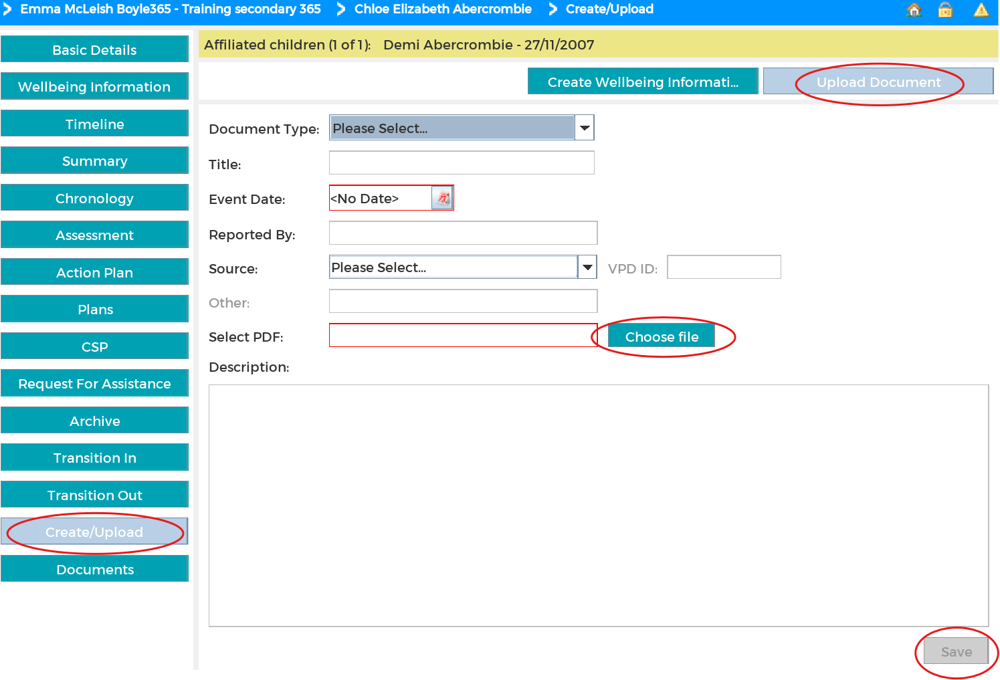 Emma McLeish Boyle365 - Training secondary 365 Chloe Elizabeth Abercrombie Create/Upload
Affiliated children (1 of 1): Demi Abercrombie - 27/11/2007
Create Wellbeing Informati... Upload Document
Basic Details
Wellbeing Information
Timeline
Summary
Chronology
Assessment
Action Plan
Plans
CSP
Request For Assistance
Archive
Transition In
Transition Out
Create/Upload
Documents
Document Type: Please Select...
Title:
Event Date: <No Date>
Reported By:
Source: Please Select... VPD ID:
Other:
Select PDF: Choose file
Description:
Save